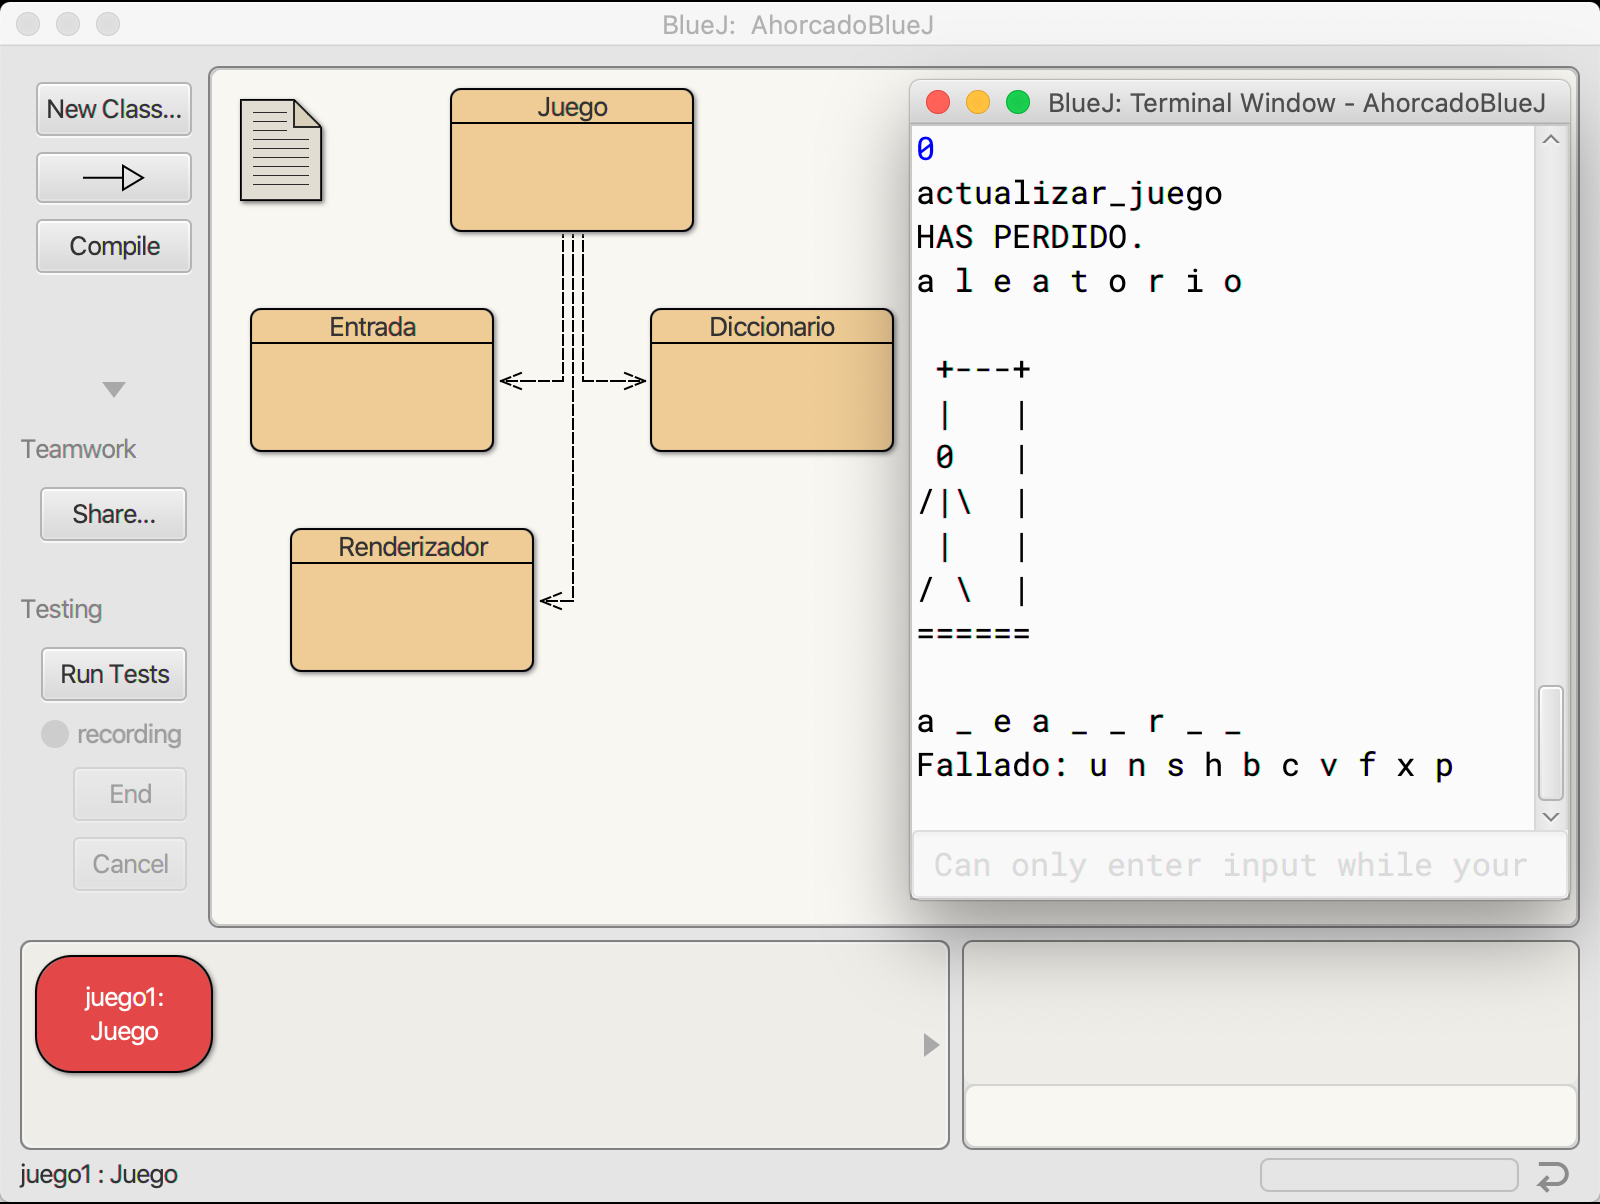 BlueJ: AhorcadoBlueJ
New Class...
Compile
Teamwork
Share...
Testing
Run Tests
recording
End
Cancel
Juego
Entrada
Diccionario
Renderizador
BlueJ: Terminal Window - AhorcadoBlueJ
0
actualizar_juego
HAS PERDIDO.
a l e a t o r i o
 +---+
 |   |
 0   |
/|\  |
 |   |
/ \  |
======
a _ e a _ _ r _ _
Fallado: u n s h b c v f x p
Can only enter input while your
juego1:
Juego
juego1 : Juego